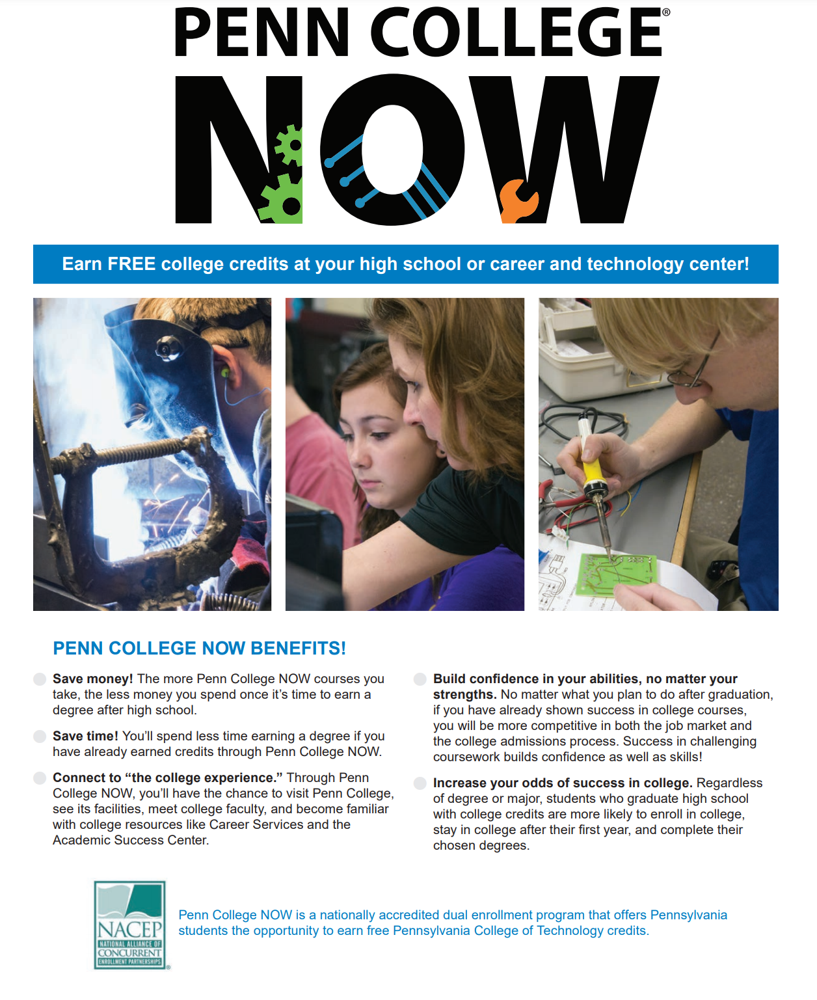 PENN COLLEGE®
NOW
Earn FREE college credits at your high school or career and technology center!
PENN COLLEGE NOW BENEFITS!
Save money! The more Penn College NOW courses you
take, the less money you spend once it’s time to earn a
degree after high school.
Save time! You’ll spend less time earning a degree if you
have already earned credits through Penn College NOW.
Connect to “the college experience.” Through Penn
College NOW, you’ll have the chance to visit Penn College,
see its facilities, meet college faculty, and become familiar
with college resources like Career Services and the
Academic Success Center.
Build confidence in your abilities, no matter your
strengths. No matter what you plan to do after graduation,
if you have already shown success in college courses,
you will be more competitive in both the job market and
the college admissions process. Success in challenging
coursework builds confidence as well as skills!
Increase your odds of success in college. Regardless
of degree or major, students who graduate high school
with college credits are more likely to enroll in college,
stay in college after their first year, and complete their
chosen degrees.
NACEP
NATIONAL ALLIANCE OF
CONCURRENT
ENROLLMENT PARTNERSHIPS
®
Penn College NOW is a nationally accredited dual enrollment program that offers Pennsylvania
students the opportunity to earn free Pennsylvania College of Technology credits.